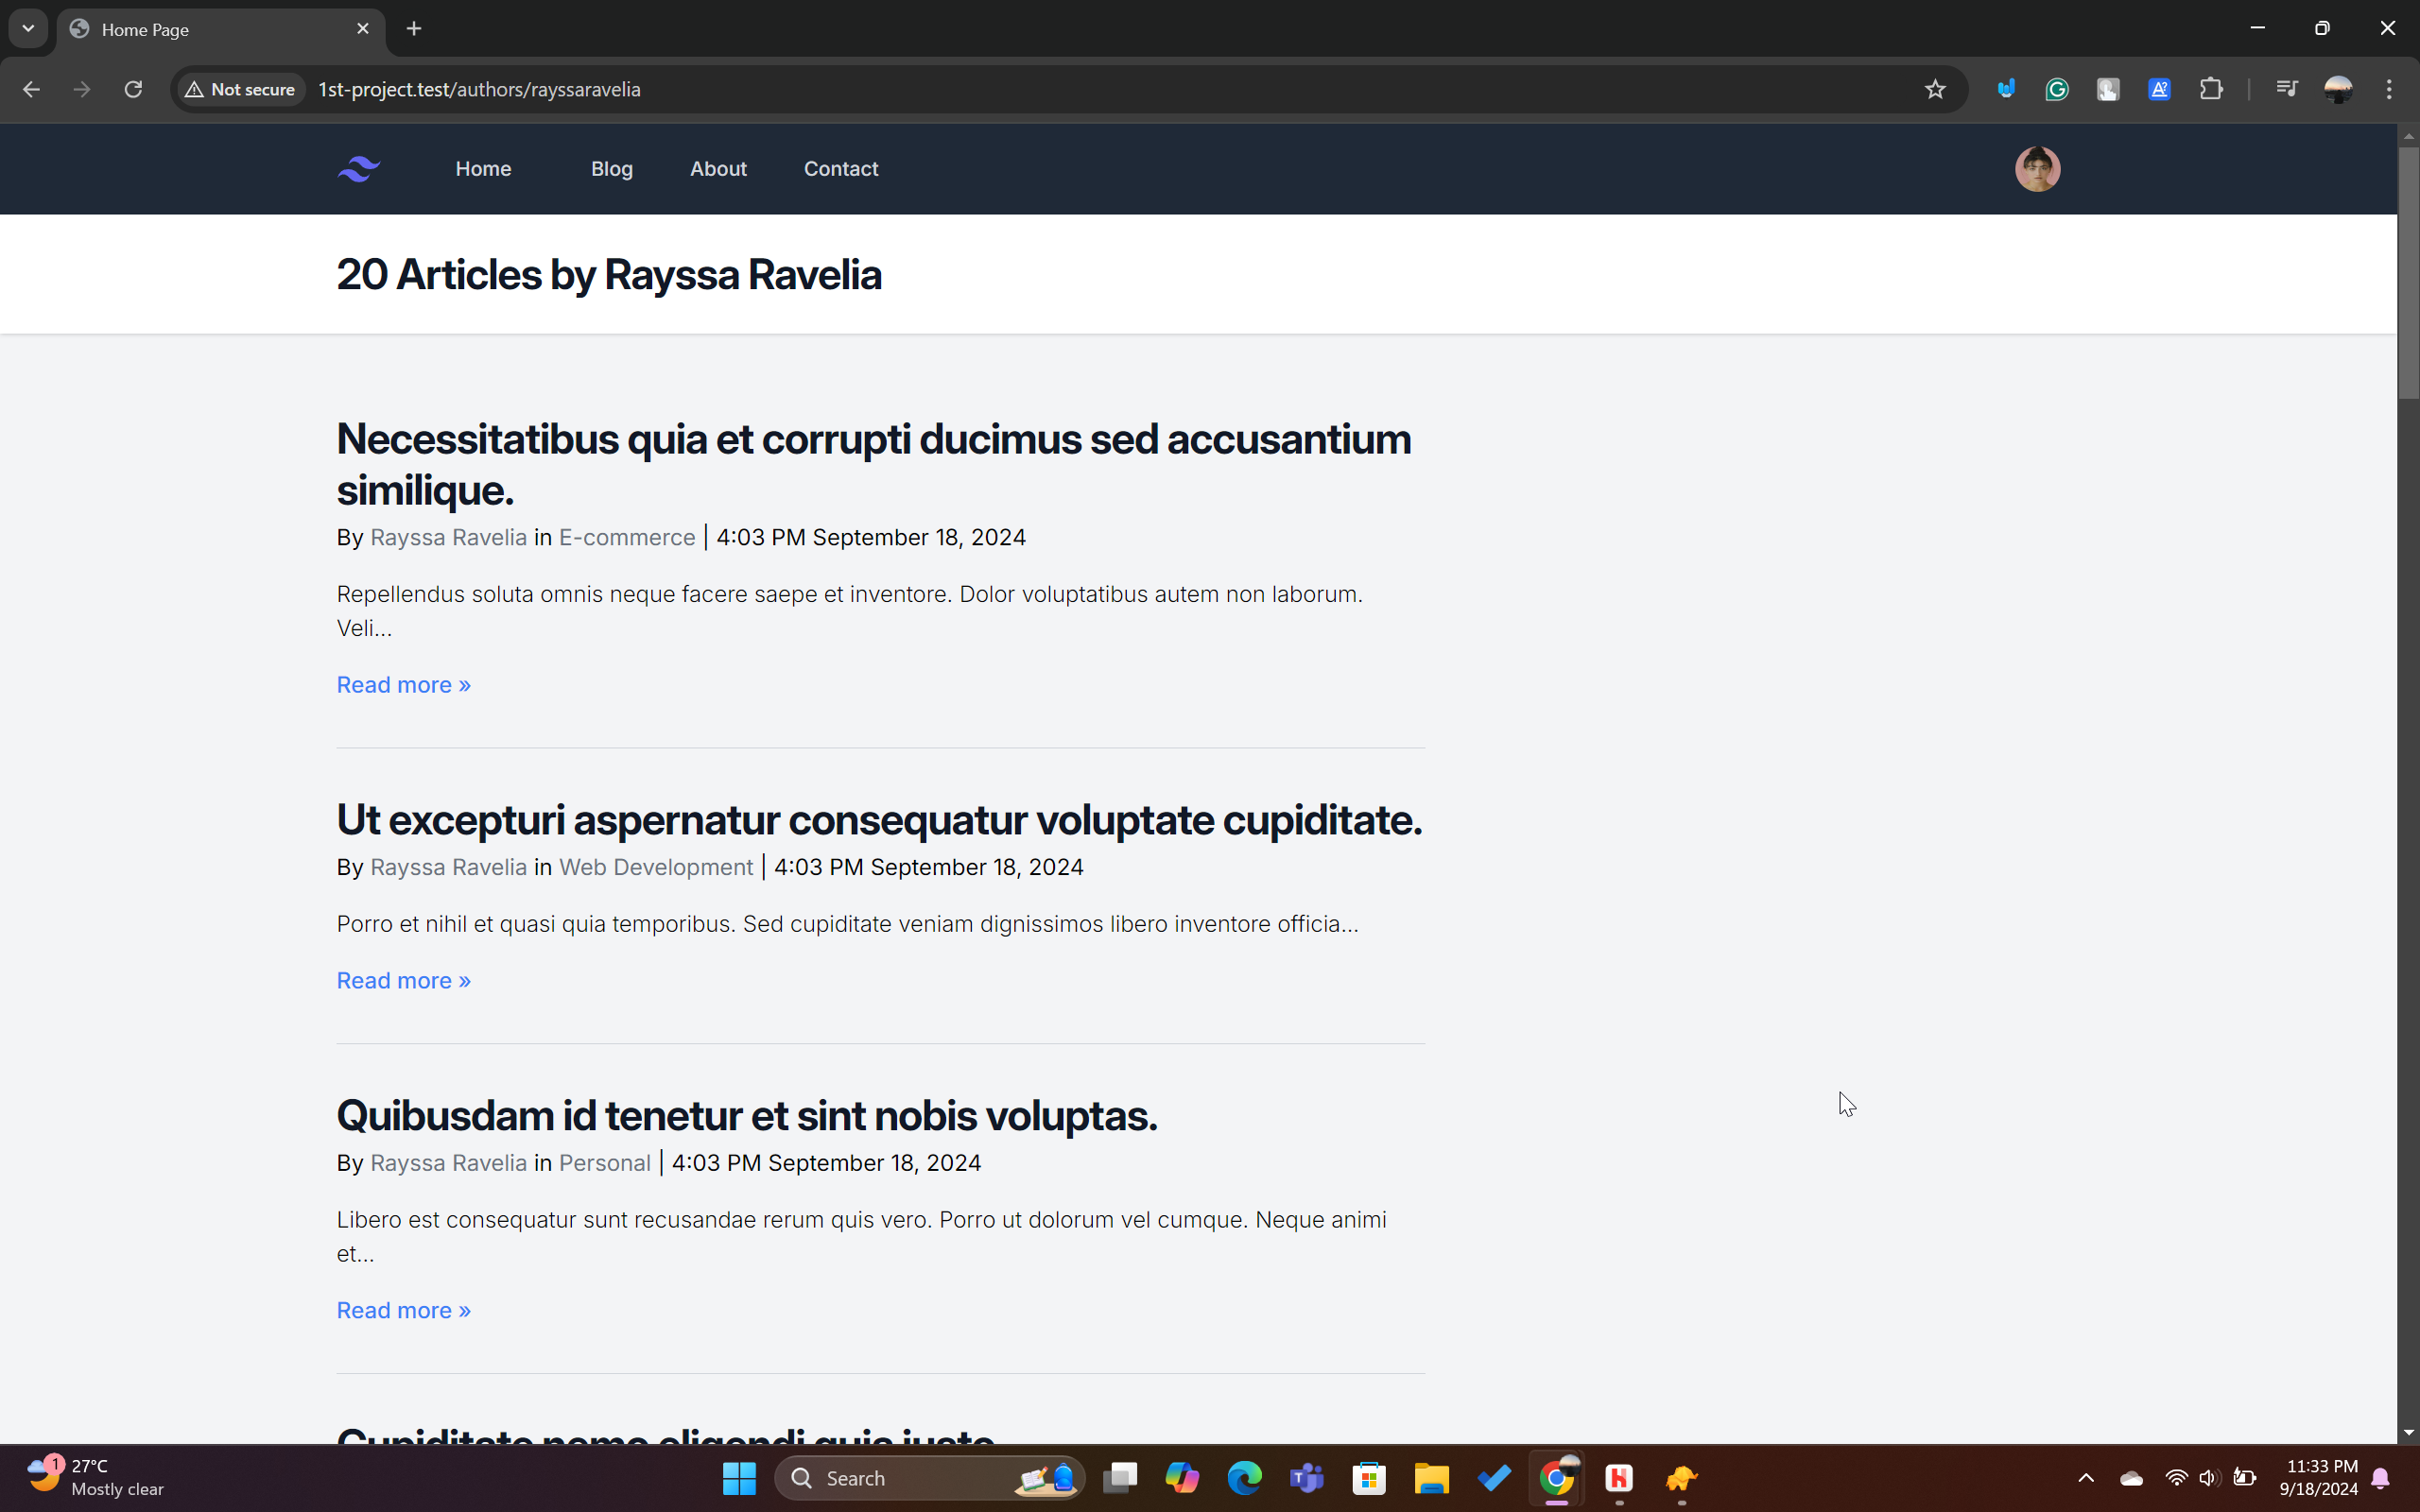 Home Page
Not secure 1st-project.test/authors/rayssaravelia
Home Blog About Contact
20 Articles by Rayssa Ravelia
Necessitatibus quia et corrupti ducimus sed accusantium
similique.
By Rayssa Ravelia in E-commerce | 4:03 PM September 18, 2024
Repellendus soluta omnis neque facere saepe et inventore. Dolor voluptatibus autem non laborum.
Veli...
Read more »
Ut excepturi aspernatur consequatur voluptate cupiditate.
By Rayssa Ravelia in Web Development | 4:03 PM September 18, 2024
Porro et nihil et quasi quia temporibus. Sed cupiditate veniam dignissimos libero inventore officia...
Read more »
Quibusdam id tenetur et sint nobis voluptas.
By Rayssa Ravelia in Personal | 4:03 PM September 18, 2024
Libero est consequatur sunt recusandae rerum quis vero. Porro ut dolorum vel cumque. Neque animi
et...
Read more »
Cupiditate nemo eligendi quis iusto
1
27°C
Mostly clear
Search
11:33 PM
9/18/2024